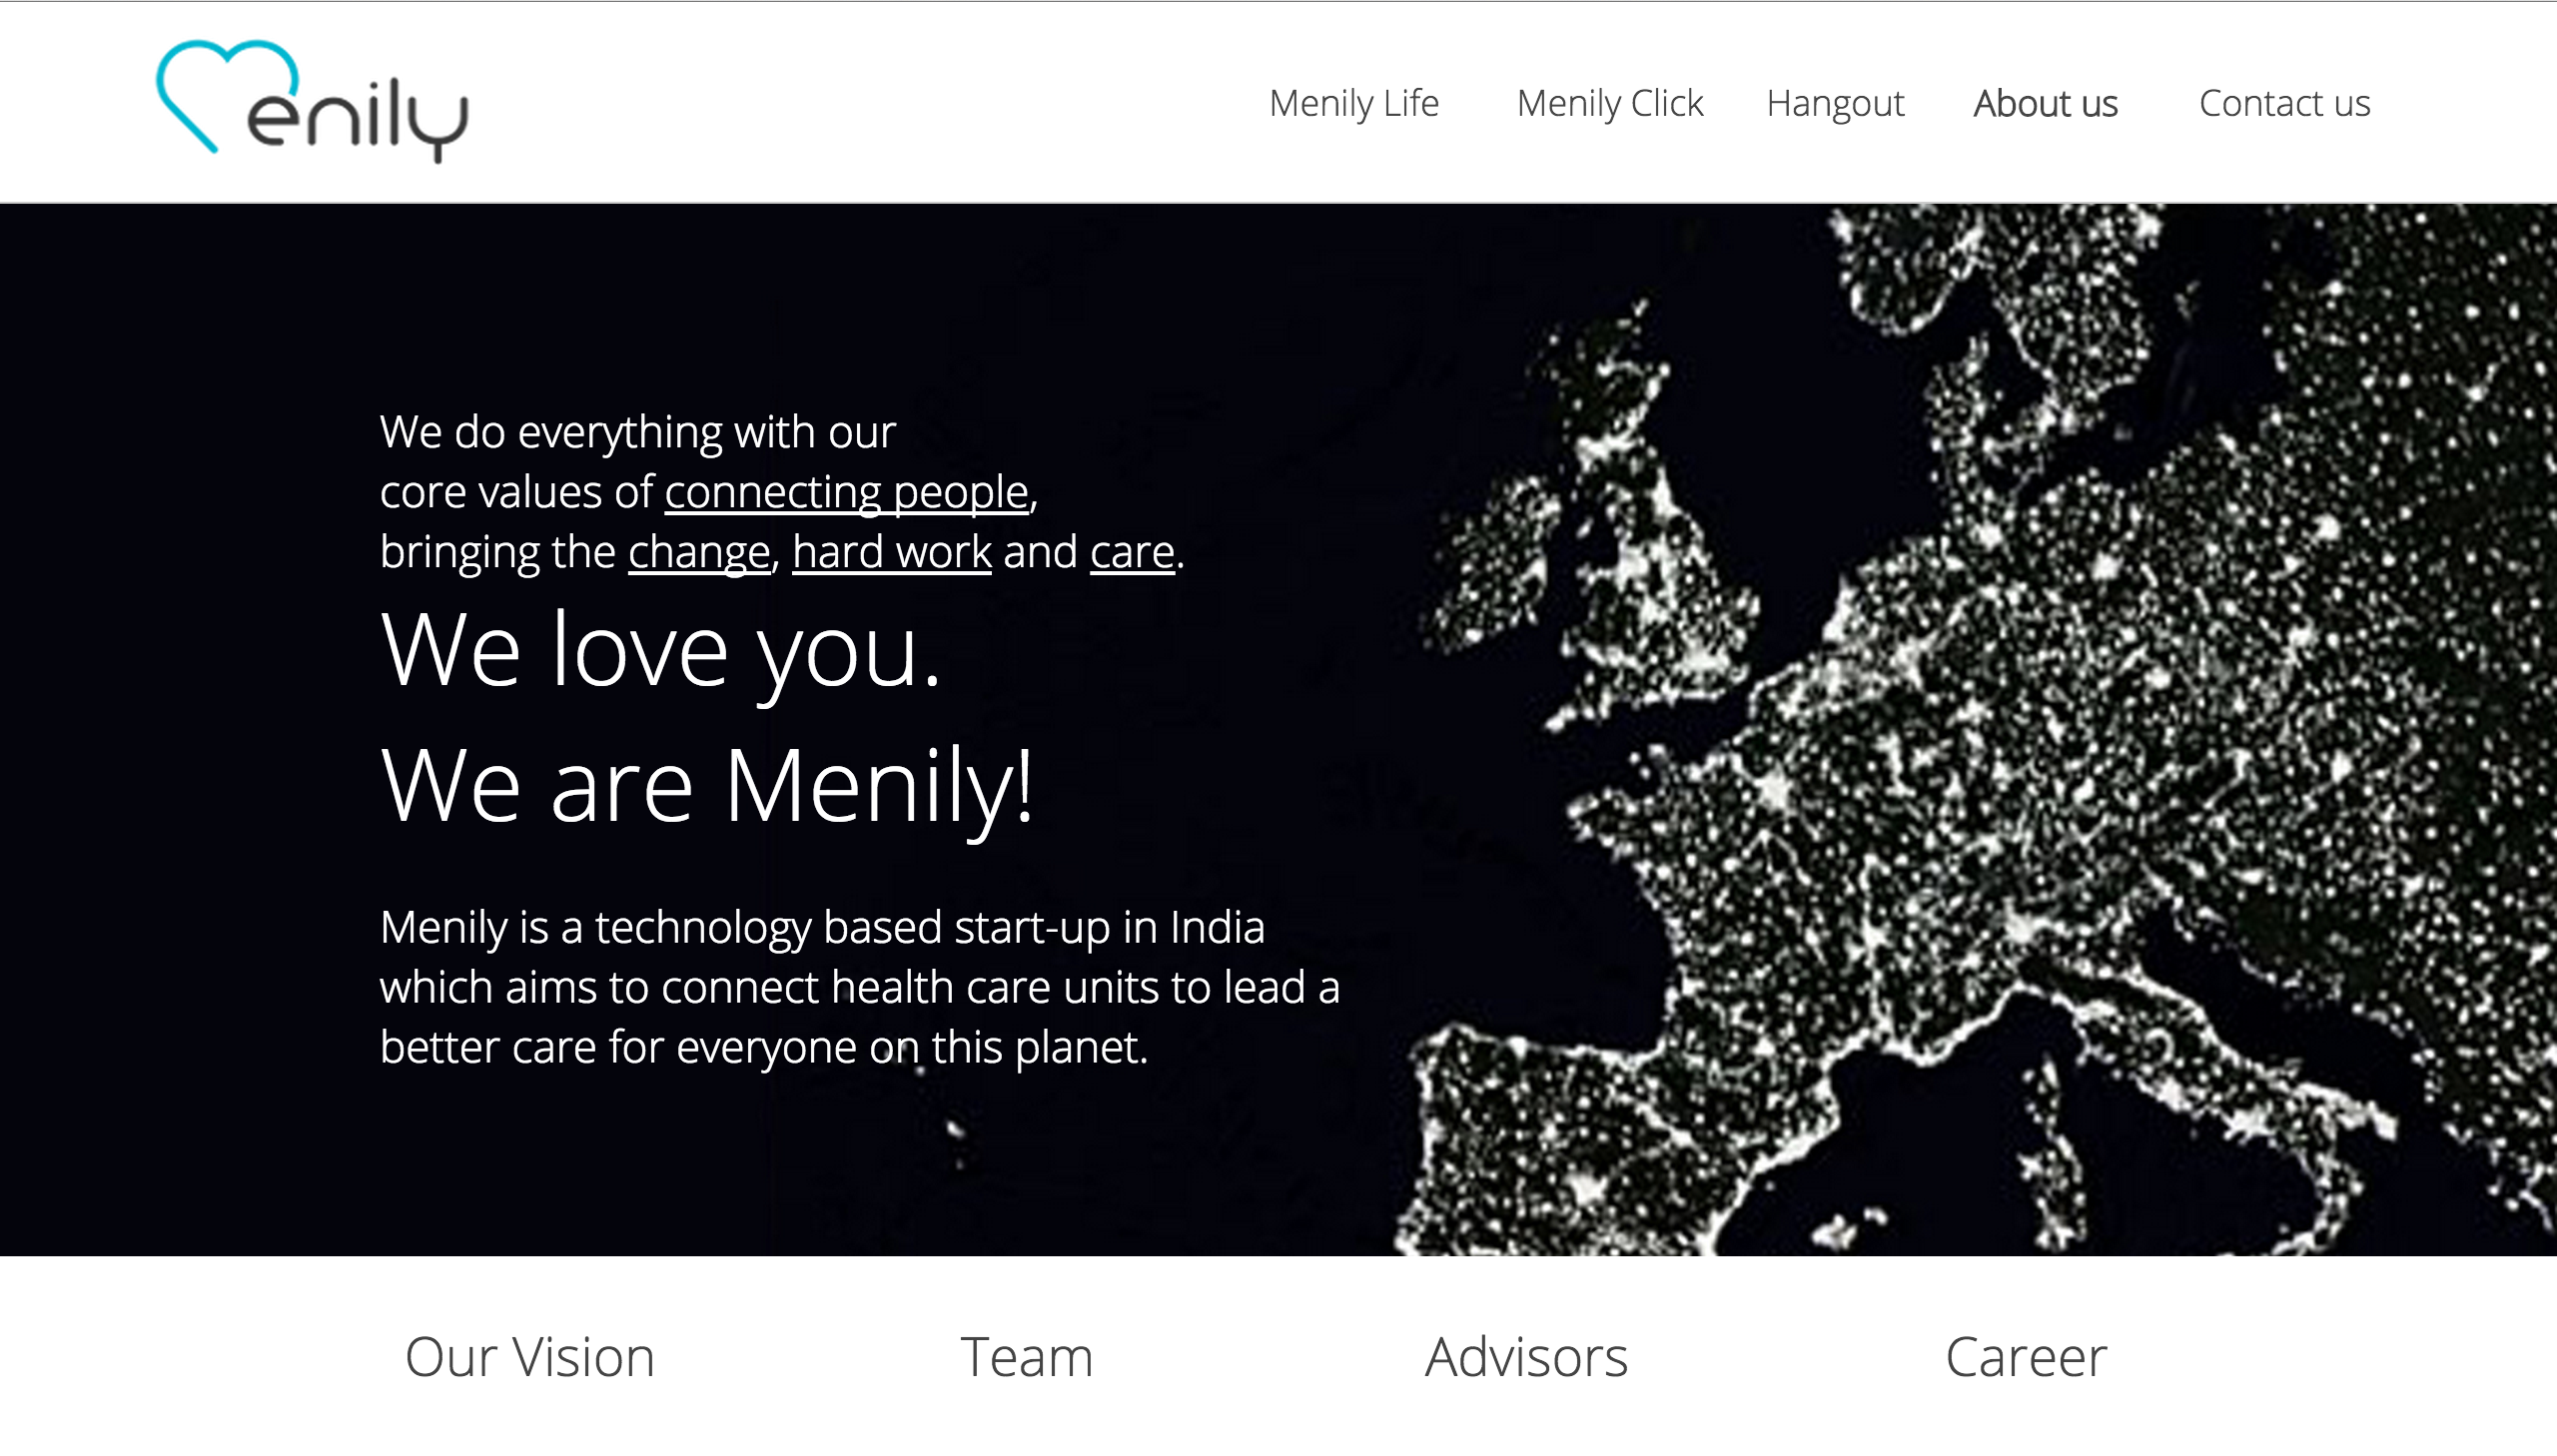 enily
Menily Life Menily Click Hangout About us Contact us
We do everything with our
core values of connecting people,
bringing the change, hard work and care.
We love you.
We are Menily!
Menily is a technology based start-up in India
which aims to connect health care units to lead a
better care for everyone on this planet.
Our Vision Team Advisors Career